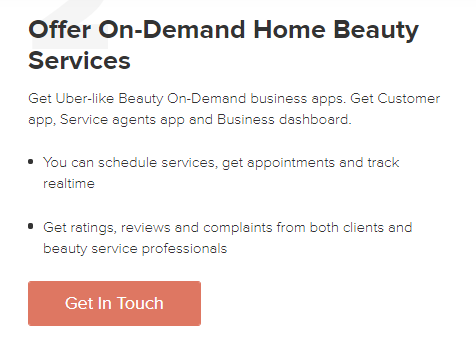 Offer On-Demand Home Beauty
Services
Get Uber-like Beauty On-Demand business apps. Get Customer
app, Service agents app and Business dashboard.
You can schedule services, get appointments and track
realtime
Get ratings, reviews and complaints from both clients and
beauty service professionals
Get In Touch